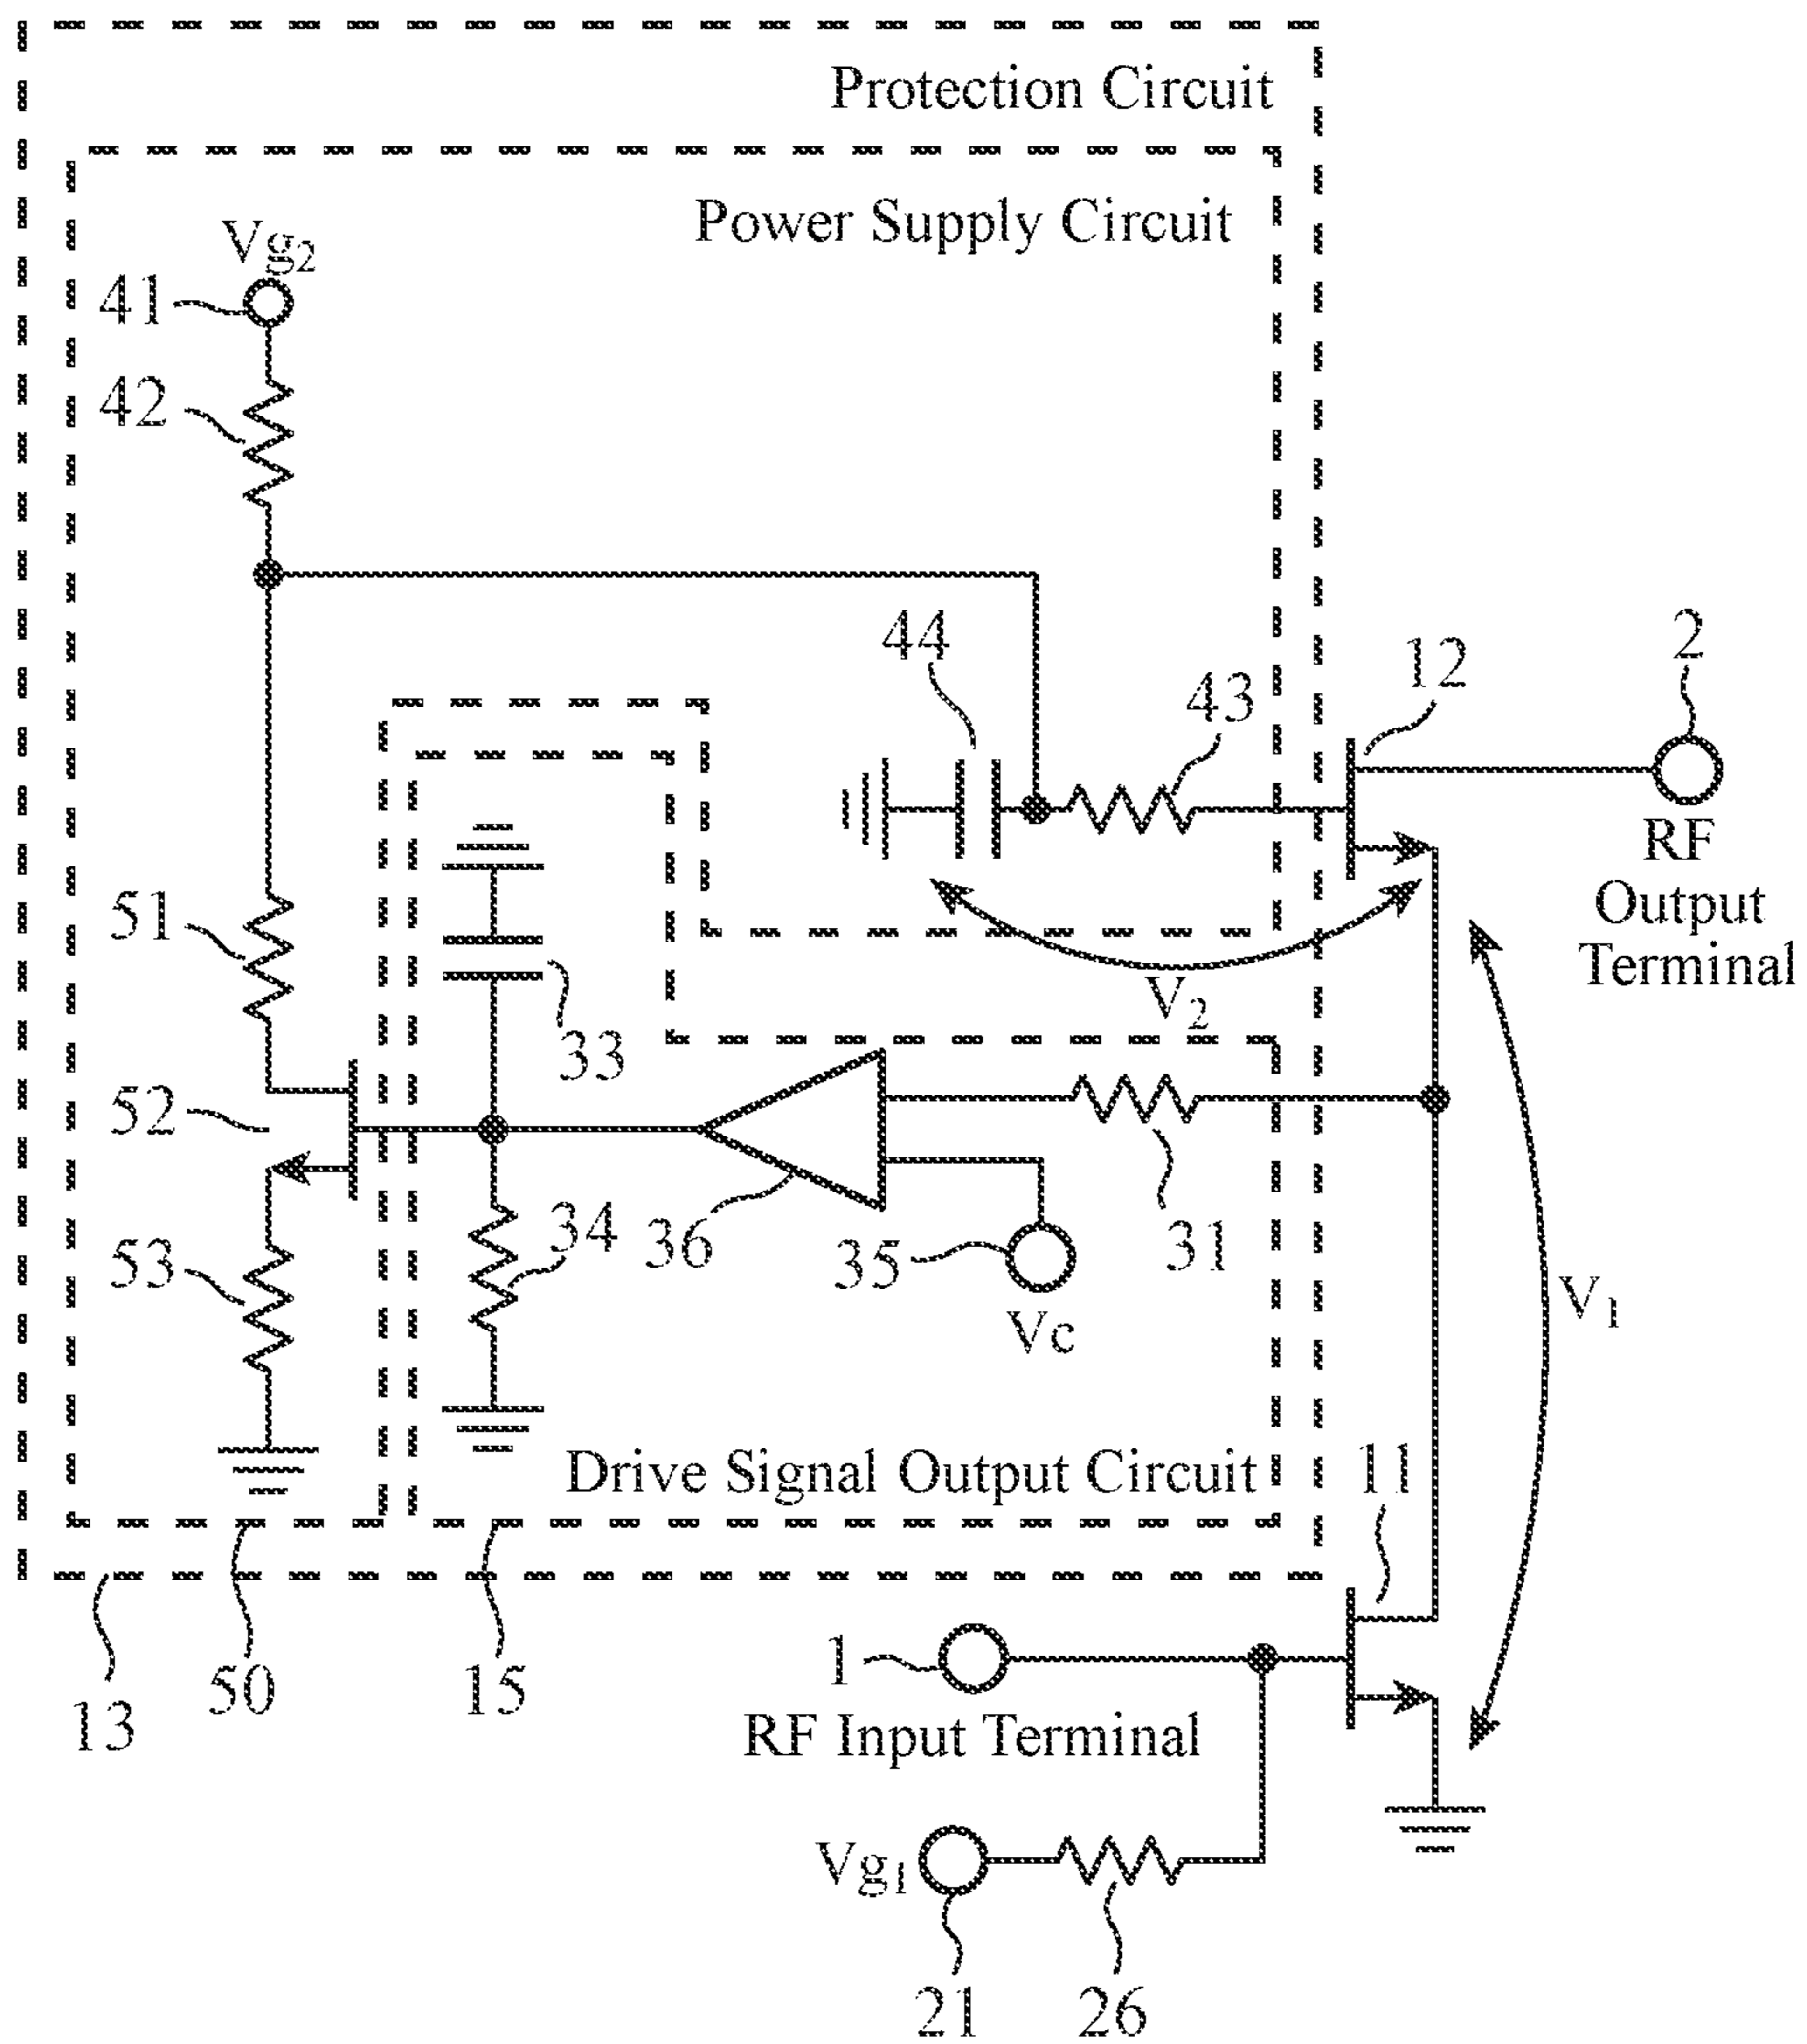 Protection Circuit
Power Supply Circuit
Vg2
41
42
44
43
12
2
RF
Output
Terminal
51
33
V2
52
34
36
35
31
53
Vc
V1
Drive Signal Output Circuit
11
13
50
15
1
RF Input Terminal
Vg1
21
26